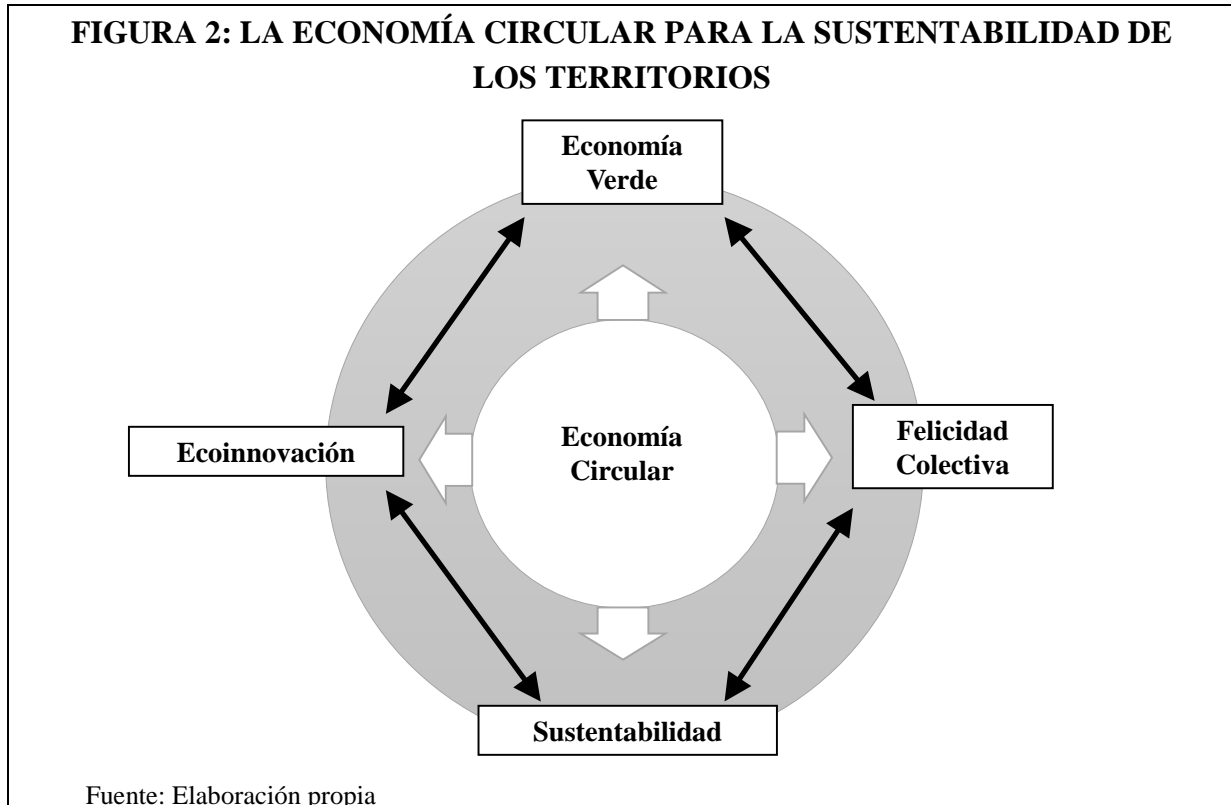 FIGURA 2: LA ECONOMÍA CIRCULAR PARA LA SUSTENTABILIDAD DE
LOS TERRITORIOS
Economía
Verde
Ecoinnovación
Economía
Circular
Felicidad
Colectiva
Sustentabilidad
Fuente: Elaboración propia